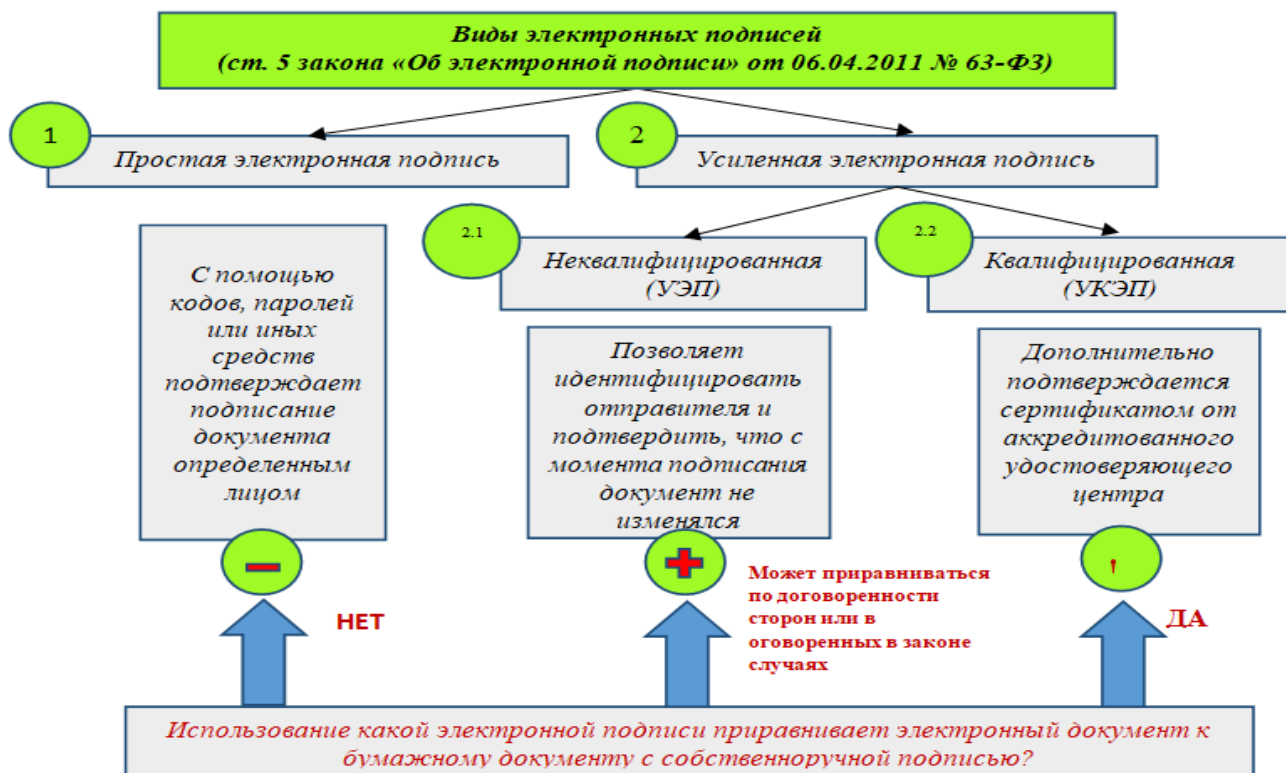 Виды электронных подписей
(ст. 5 закона «Об электронной подписи» от 06.04.2011 № 63-ФЗ)
1
Простая электронная подпись
2
Усиленная электронная подпись
С помощью
кодов, паролей
или иных
средств
подтверждает
подписание
документа
определенным
лицом
2.1
Неквалифицированная
(УЭП)
2.2
Квалифицированная
(УКЭП)
Позволяет
идентифицировать
отправителя и
подтвердить, что с
момента подписания
документ не
изменялся
Дополнительно
подтверждается
сертификатом от
аккредитованного
удостоверяющего
центра
НЕТ
Может приравниваться
по договоренности
сторон или в
оговоренных в законе
случаях
ДА
Использование какой электронной подписи приравнивает электронный документ к
бумажному документу с собственноручной подписью?